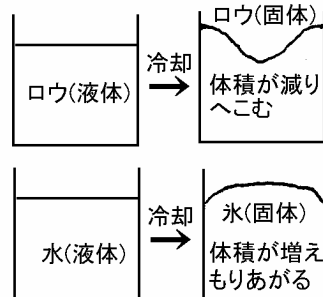 ロウ(液体)
冷却
ロウ(固体)
体積が減り
へこむ
水(液体)
冷却
氷(固体)
体積が増え
もりあがる